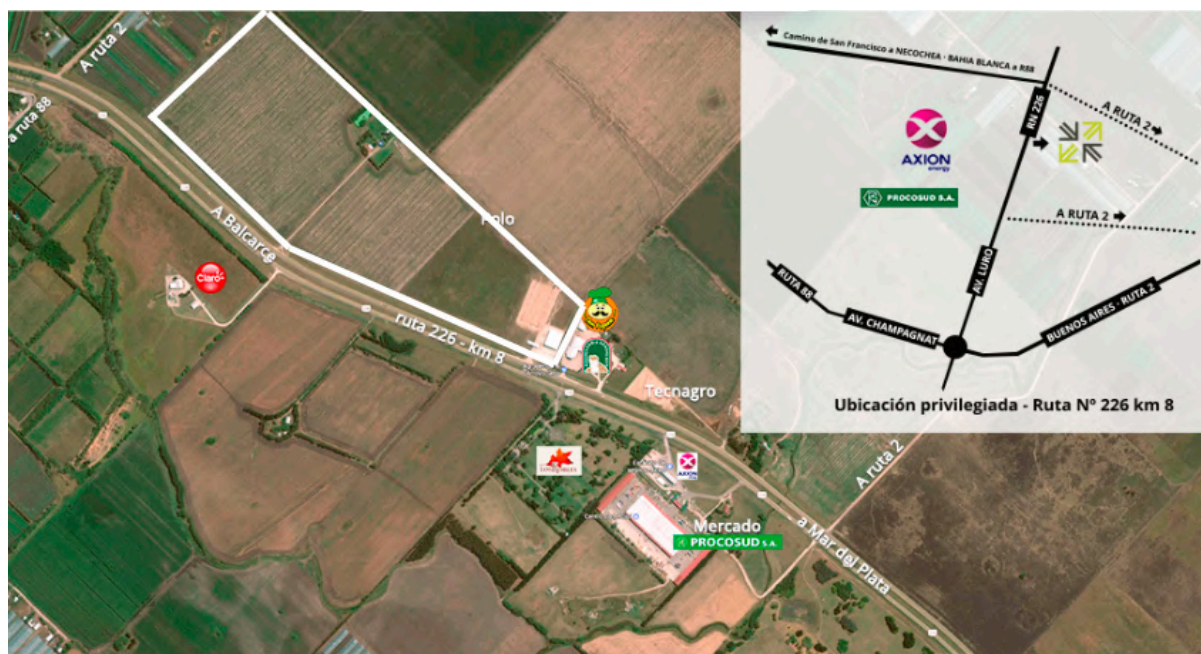 A ruta 2
a ruta 88
A Balcarce
Claro
Polo
ruta 226 - km 8
Tecnagro
AXION
Mercado
PROCOSUD S.A.
a Mar del Plata
A ruta 2
Camino de San Francisco a NECOCHEA - BAHIA BLANCA a R88
RN 226
A RUTA 2
AXION
energy
PROCOSUD S.A.
A RUTA 2
AV. LURO
RUTA 88
AV. CHAMPAGNAT
BUENOS AIRES - RUTA 2
Ubicación privilegiada - Ruta Nº 226 km 8